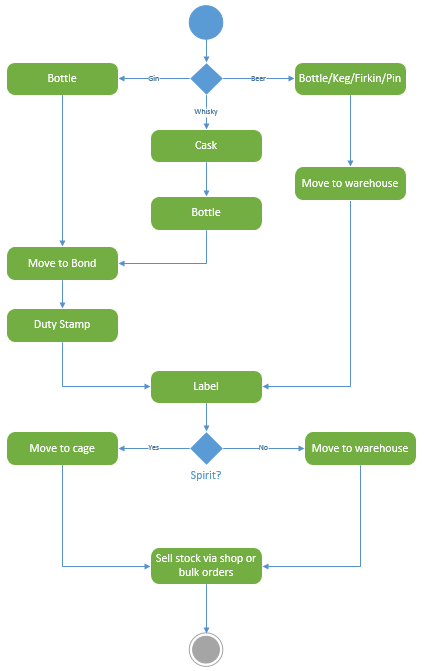 Bottle
Gin
Beer
Bottle/Keg/Firkin/Pin
Whisky
Cask
Move to warehouse
Bottle
Move to Bond
Duty Stamp
Label
Move to cage
Yes
No
Move to warehouse
Spirit?
Sell stock via shop or
bulk orders